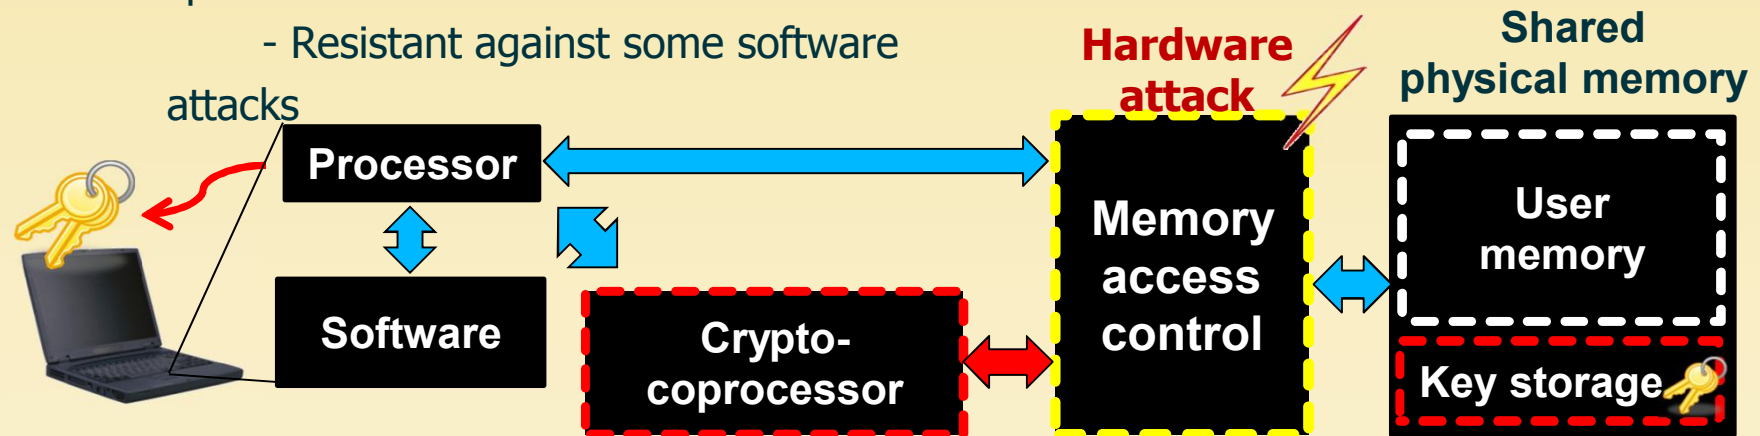 - Resistant against some software
attacks
Hardware
attack
Shared
physical memory
Processor
Software
Crypto-
coprocessor
Memory
access
control
User
memory
Key storage